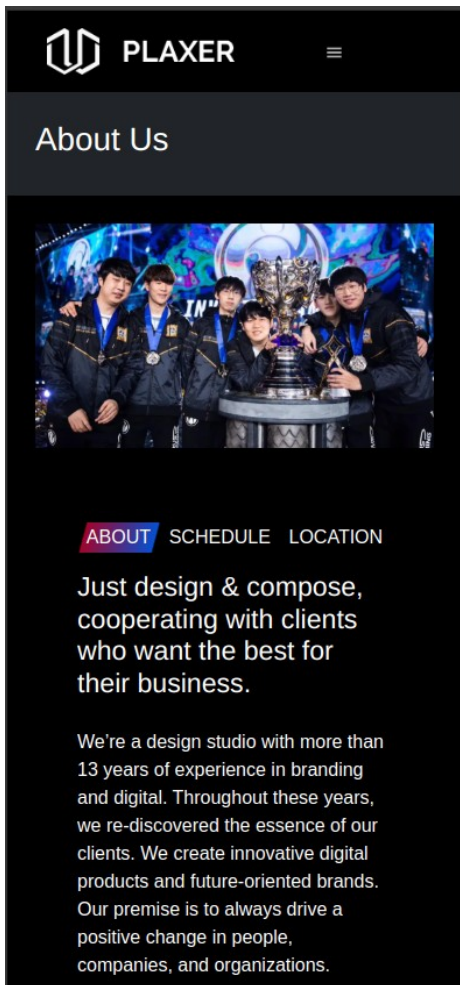 PLAXER
About Us
ABOUT SCHEDULE LOCATION
Just design & compose,
cooperating with clients
who want the best for
their business.
We’re a design studio with more than
13 years of experience in branding
and digital. Throughout these years,
we re-discovered the essence of our
clients. We create innovative digital
products and future-oriented brands.
Our premise is to always drive a
positive change in people,
companies, and organizations.